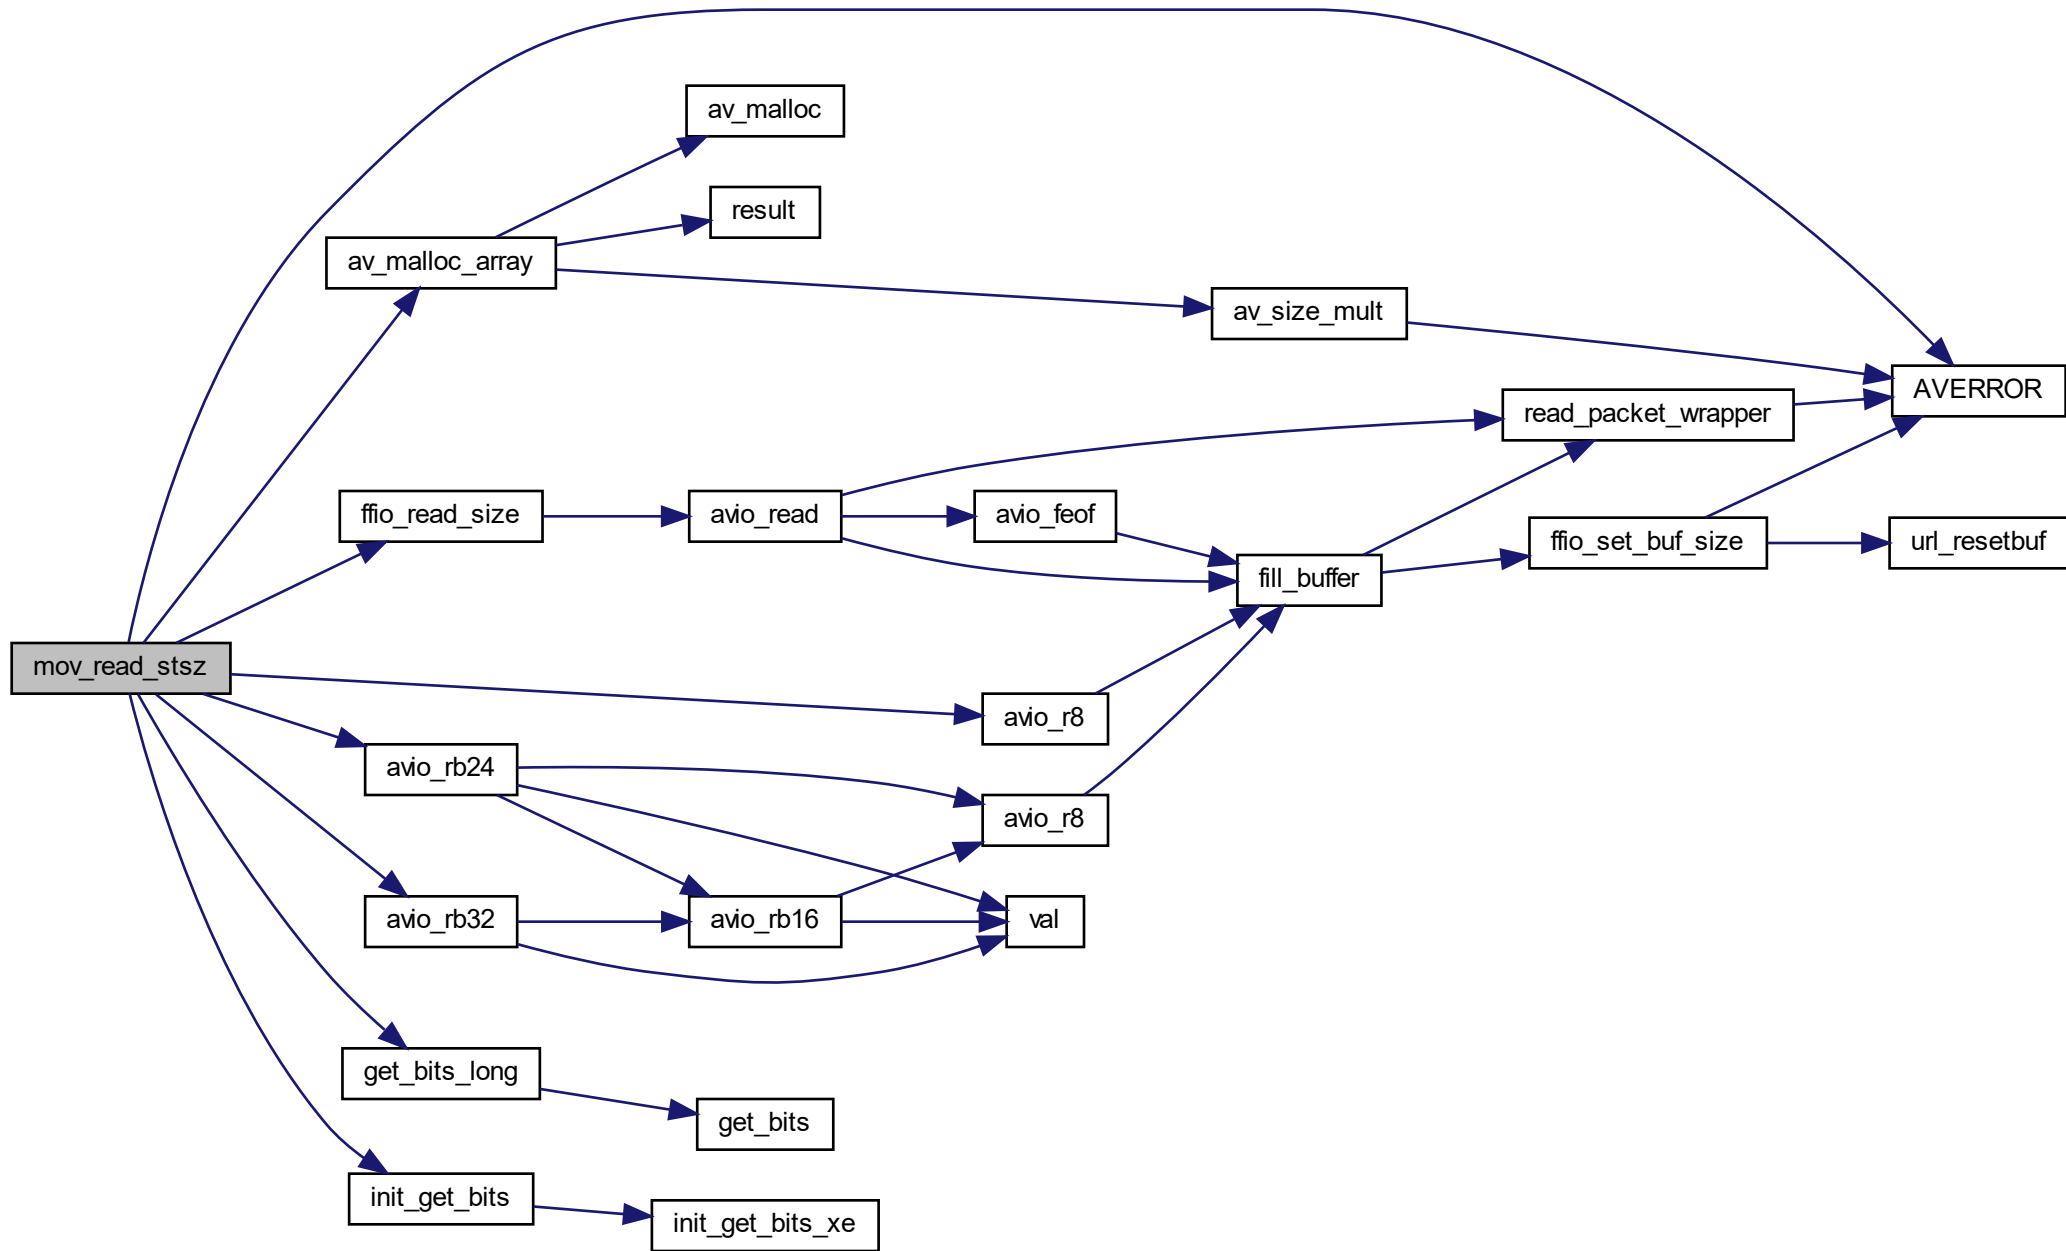 av_malloc
result
av_malloc_array
av_size_mult
AVERROR
read_packet_wrapper
ffio_read_size
avio_read
avio_feof
ffio_set_buf_size
url_resetbuf
fill_buffer
mov_read_stsz
avio_r8
avio_rb24
avio_r8
avio_rb32
avio_rb16
val
get_bits_long
get_bits
init_get_bits
init_get_bits_xe